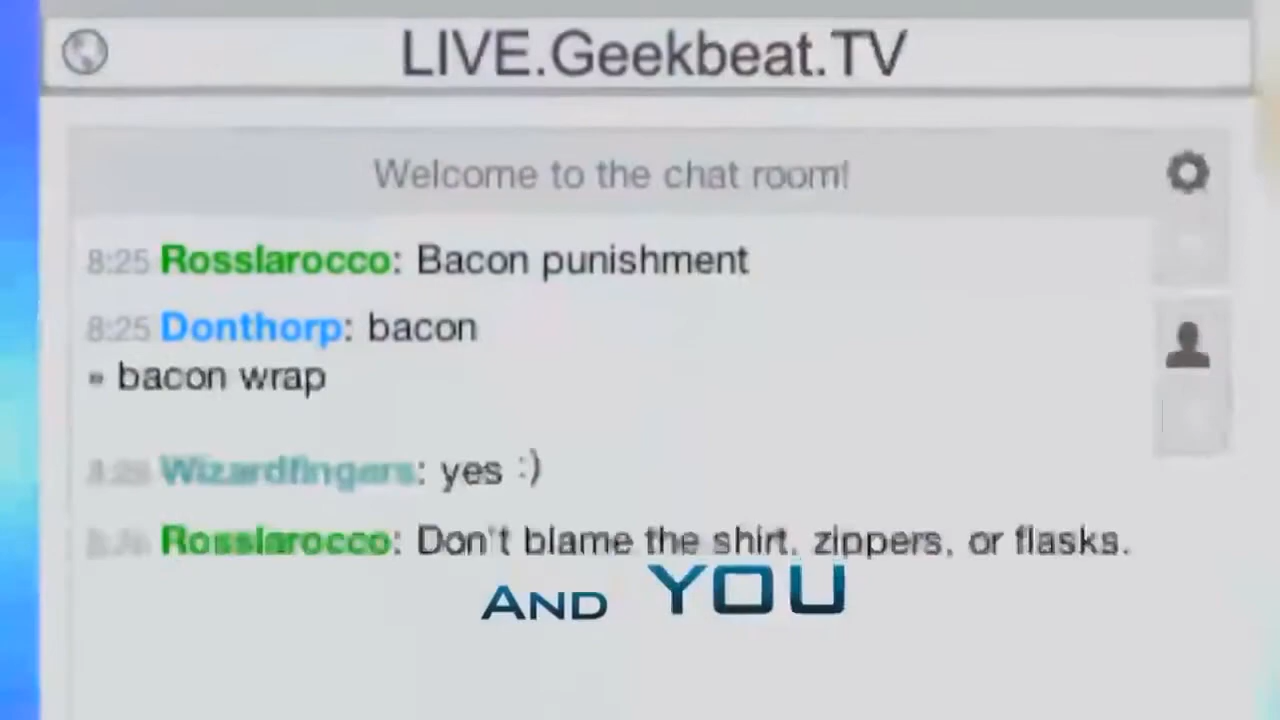 LIVE.Geekbeat.TV
Welcome to the chat room!
8:25 Rosslarocco: Bacon punishment
8:25 Donthorp: bacon
» bacon wrap
Wizardfingers: yes :)
Rosslarocco: Don't blame the shirt, zippers, or flasks.
AND YOU